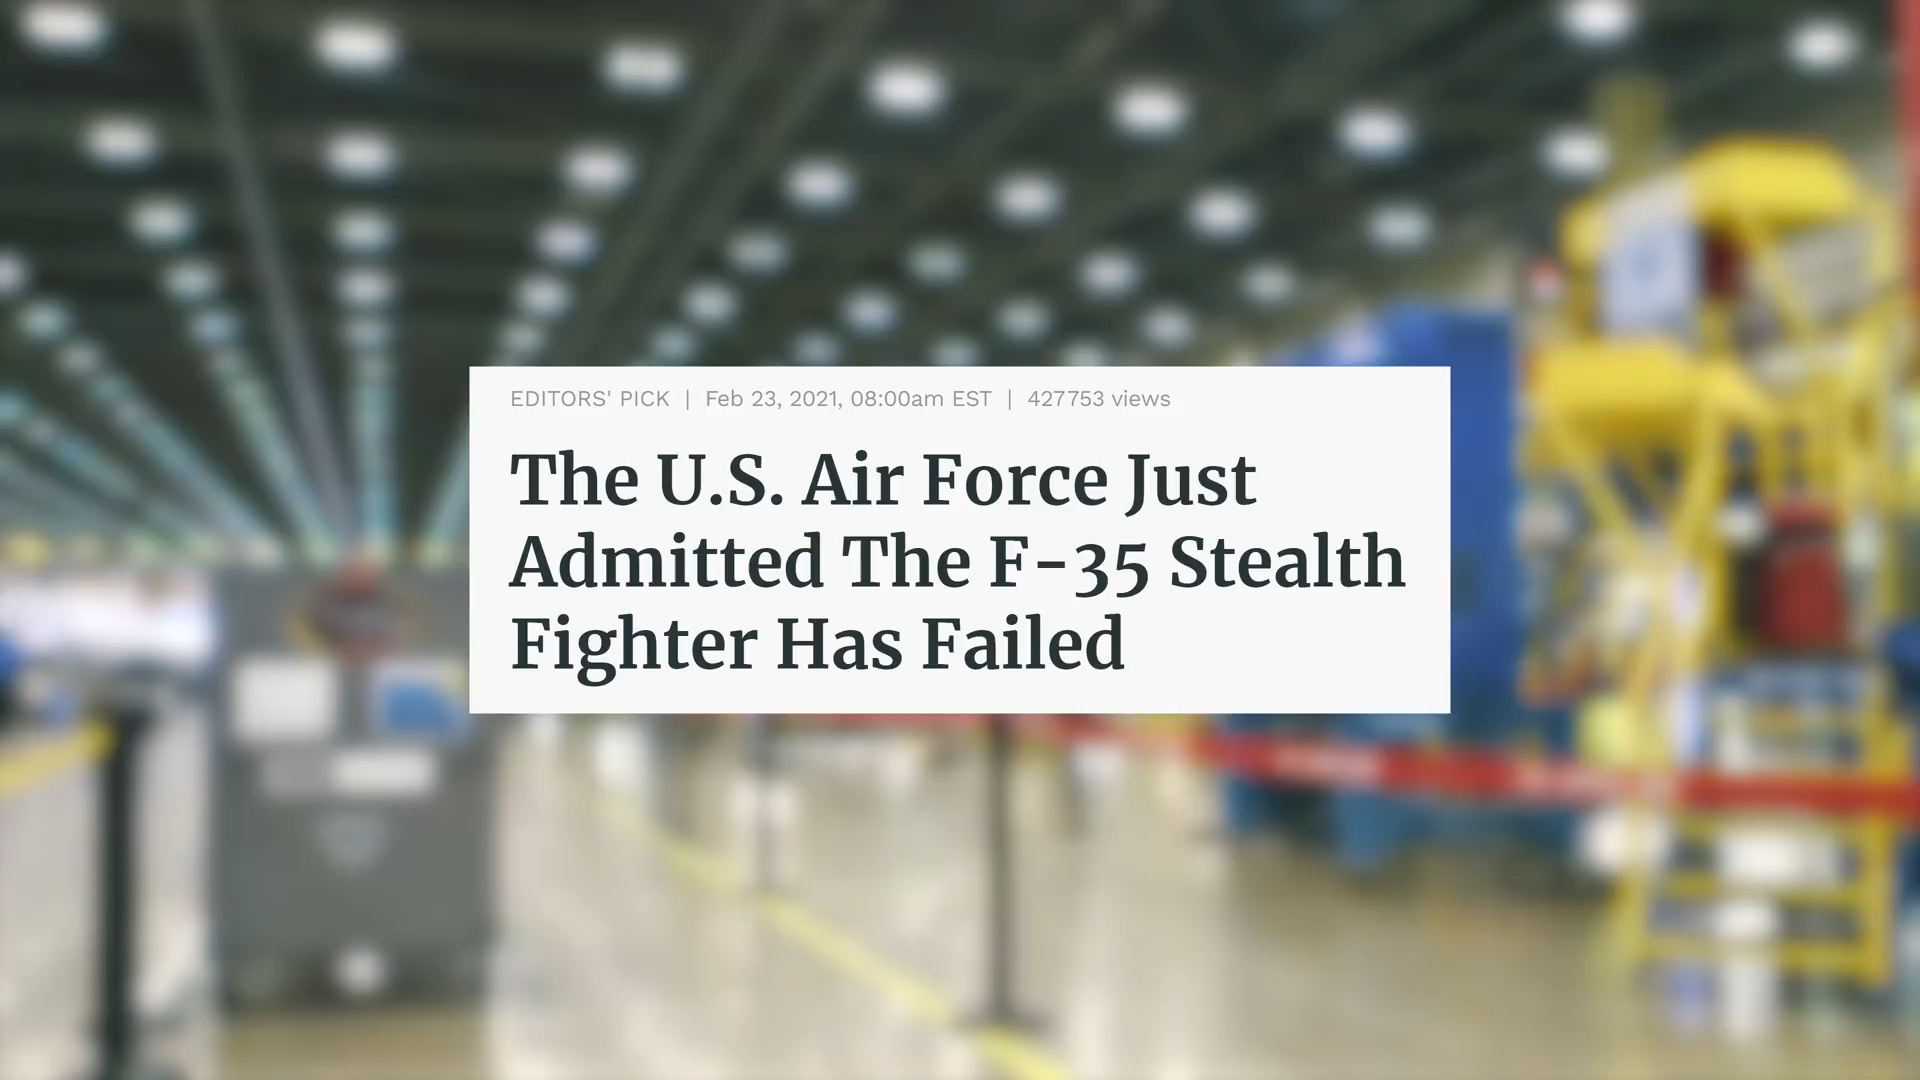 EDITORS' PICK | Feb 23, 2021, 08:00am EST | 427753 views
The U.S. Air Force Just
Admitted The F-35 Stealth
Fighter Has Failed